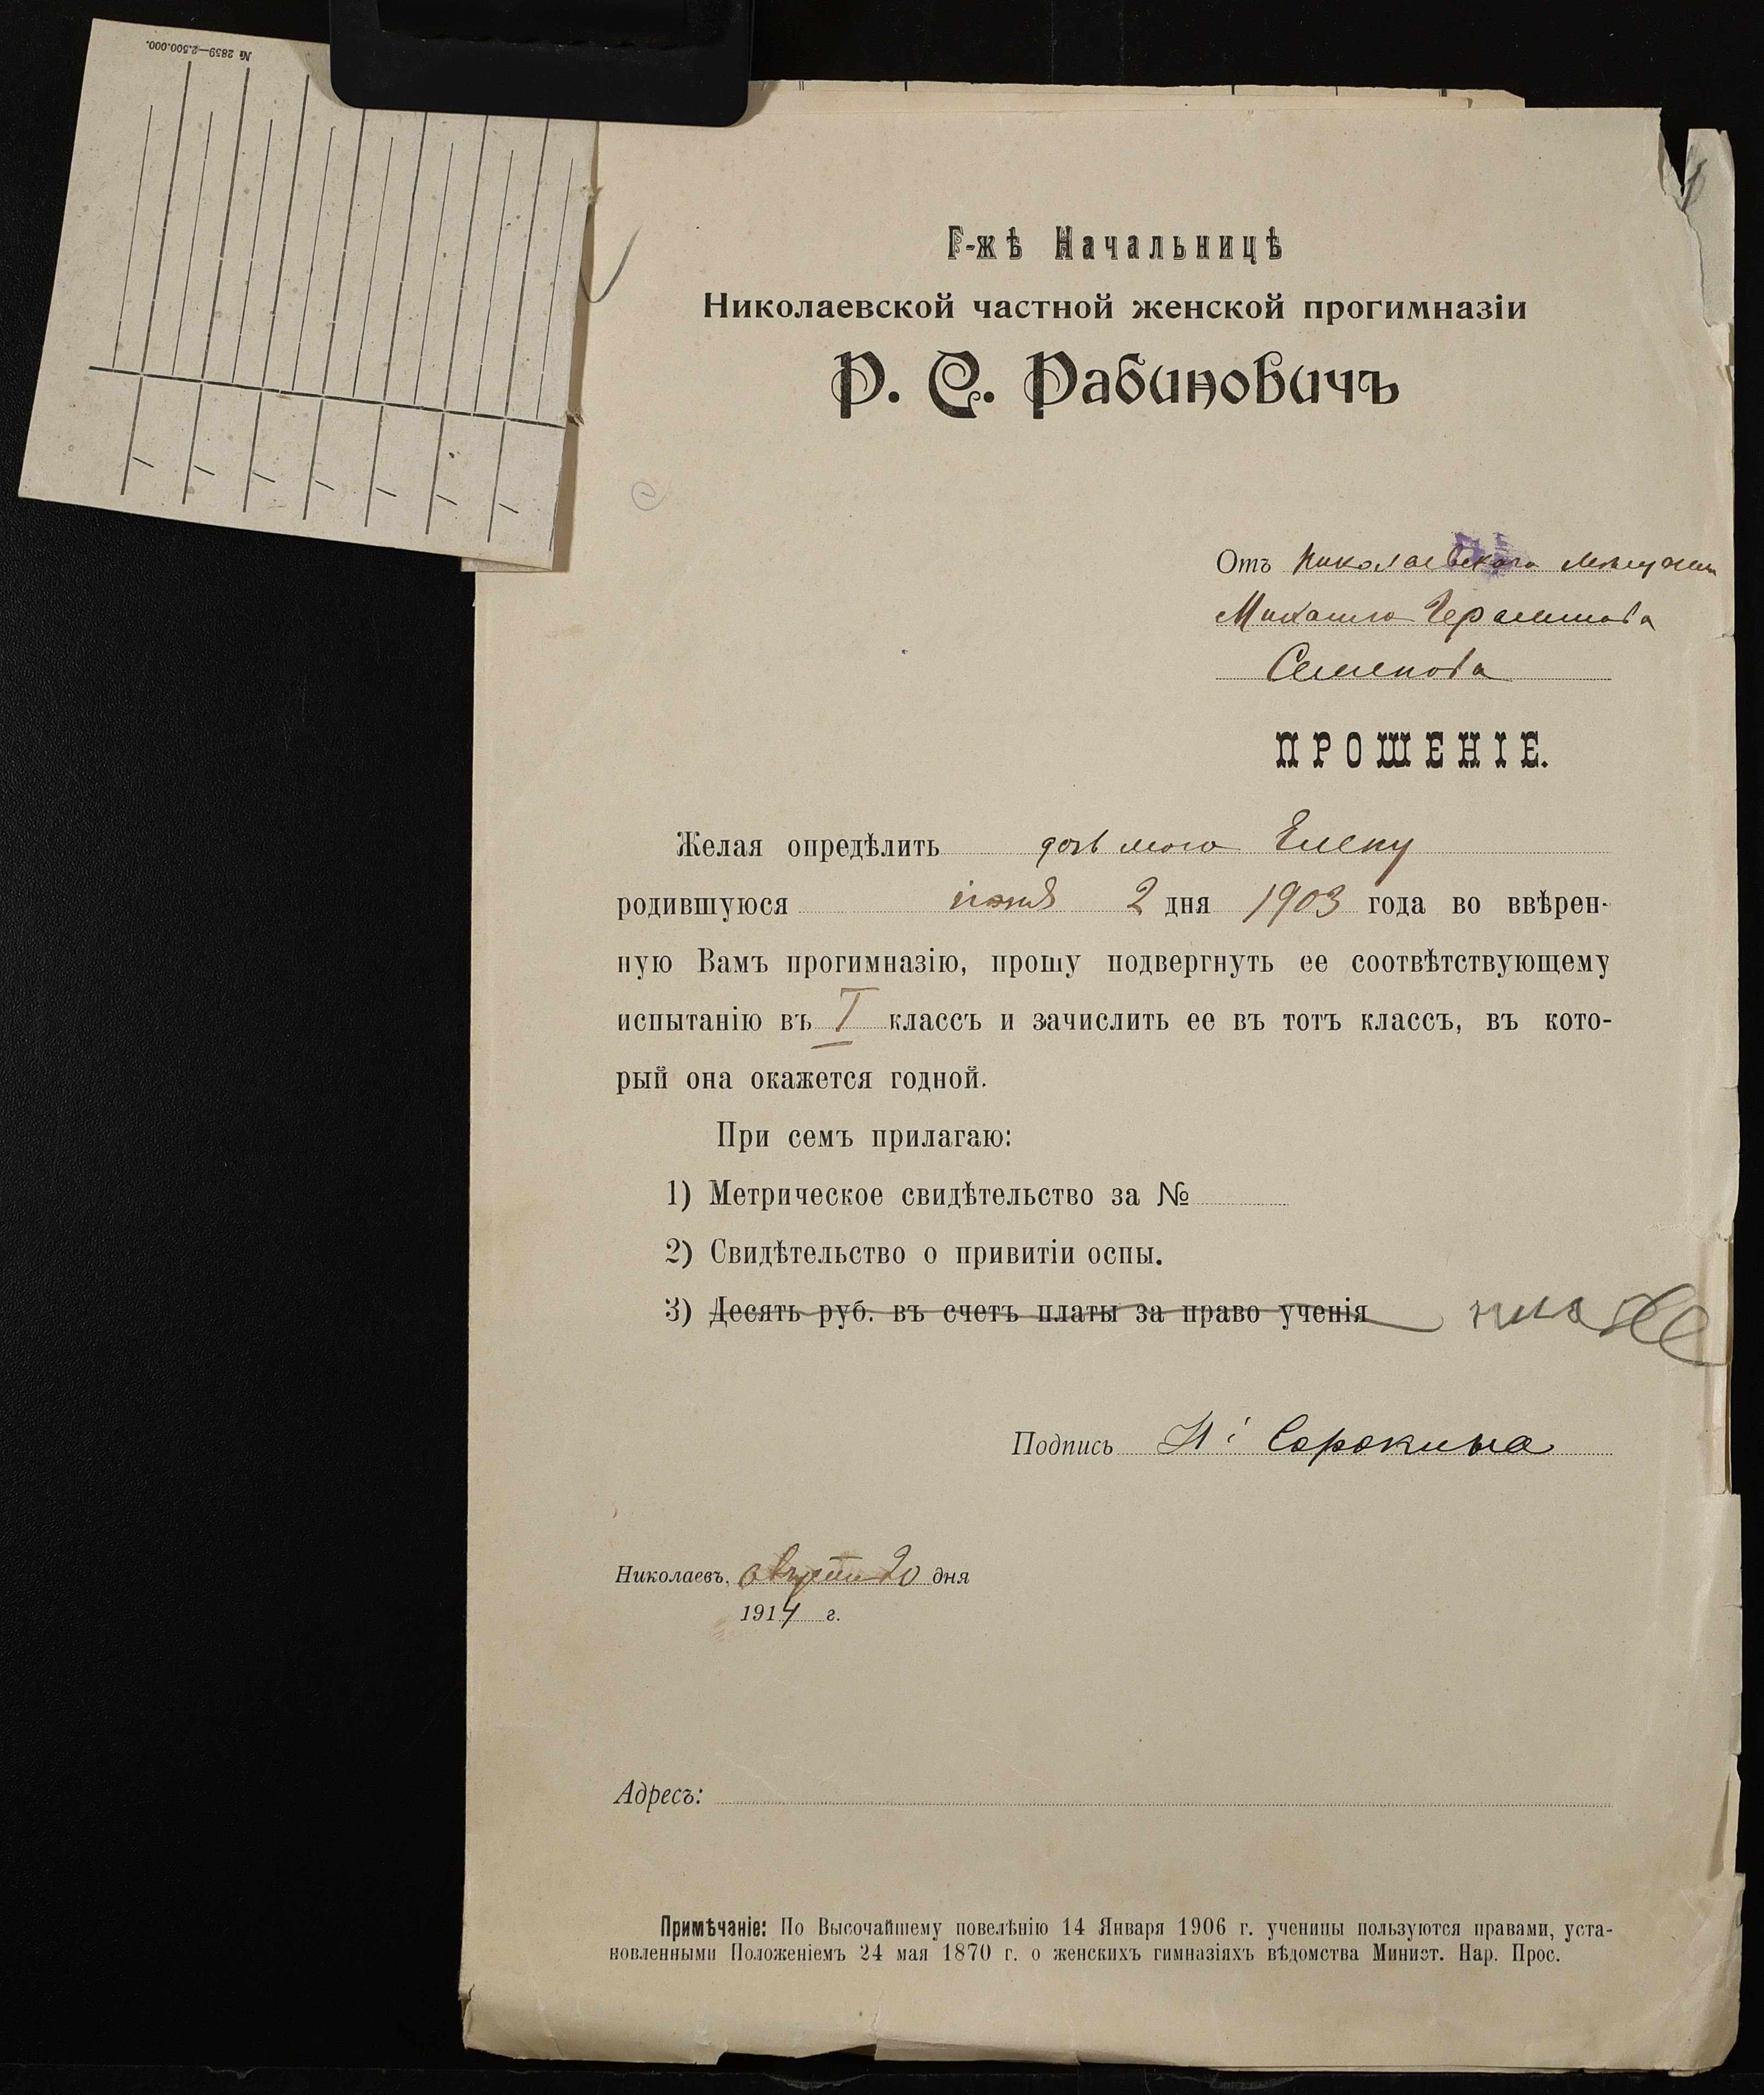 № 2859—2.500.000.
Г-жѣ Начальницѣ
Николаевской частной женской прогимназіи
Р. С. Рабиновичъ
Отъ Николаевского
Михаила Герасимова
Семенова
ПРОШЕНІЕ.
Желая опредѣлить дочь мою Елену
родившуюся 2 дня 1903 года во ввѣрен-
ную Вамъ прогимназію, прошу подвергнуть ее соотвѣтствующему
испытанію въ I классъ и зачислить ее въ тотъ классъ, въ кото-
рый она окажется годной.
При семъ прилагаю:
1) Метрическое свидѣтельство за №
2) Свидѣтельство о привитіи оспы.
3) Десять руб. въ счетъ платы за право ученія
Подпись Сорокина
Николаевъ, августа 20 дня
1914 г.
Адресъ:
Примѣчаніе: По Высочайшему повелѣнію 14 Января 1906 г. ученицы пользуются правами, уста-
новленными Положеніемъ 24 мая 1870 г. о женскихъ гимназіяхъ вѣдомства Минист. Нар. Прос.